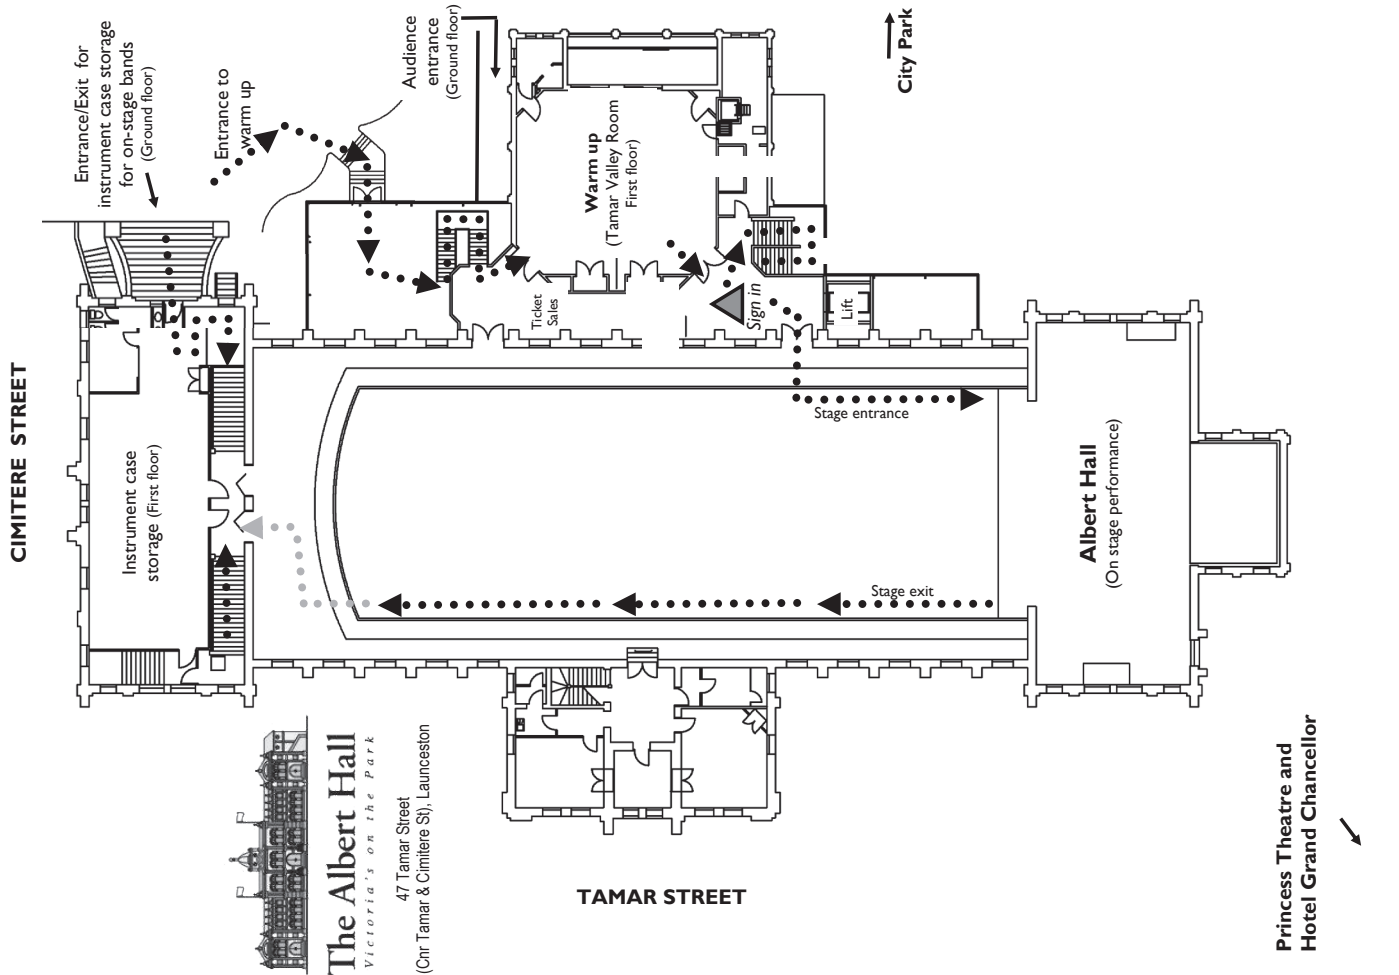 Entrance/Exit for
instrument case storage
for on-stage bands
(Ground floor)
Entrance to
warm up
Audience
entrance
(Ground floor)
City Park
Warm up
(Tamar Valley Room
First floor)
Ticket
Sales
Sign in
Lift
CIMITERE STREET
Instrument case
storage (First floor)
Stage entrance
Albert Hall
(On stage performance)
Stage exit
The Albert Hall
Victoria's on the Park
47 Tamar Street
(Cnr Tamar & Cimitere St), Launceston
TAMAR STREET
Princess Theatre and
Hotel Grand Chancellor